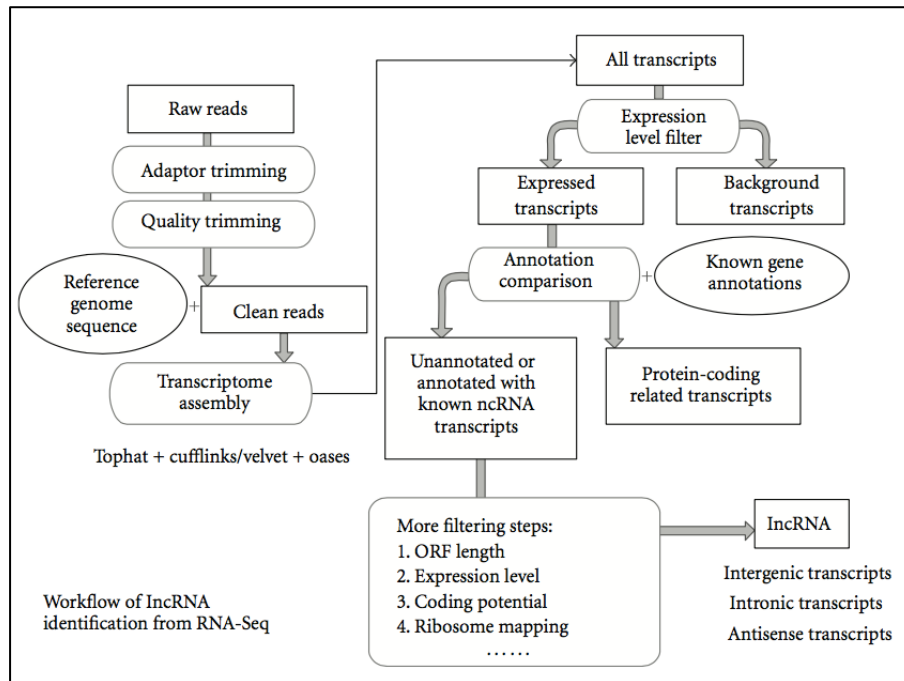 Raw reads
Adaptor trimming
Quality trimming
Reference
genome
sequence
+
Clean reads
Transcriptome
assembly
Tophat + cufflinks/velvet + oases
All transcripts
Expression
level filter
Expressed
transcripts
Background
transcripts
Annotation
comparison
+
Known gene
annotations
Unannotated or
annotated with
known ncRNA
transcripts
Protein-coding
related transcripts
More filtering steps:
1. ORF length
2. Expression level
3. Coding potential
4. Ribosome mapping
......
lncRNA
Intergenic transcripts
Intronic transcripts
Antisense transcripts
Workflow of lncRNA
identification from RNA-Seq